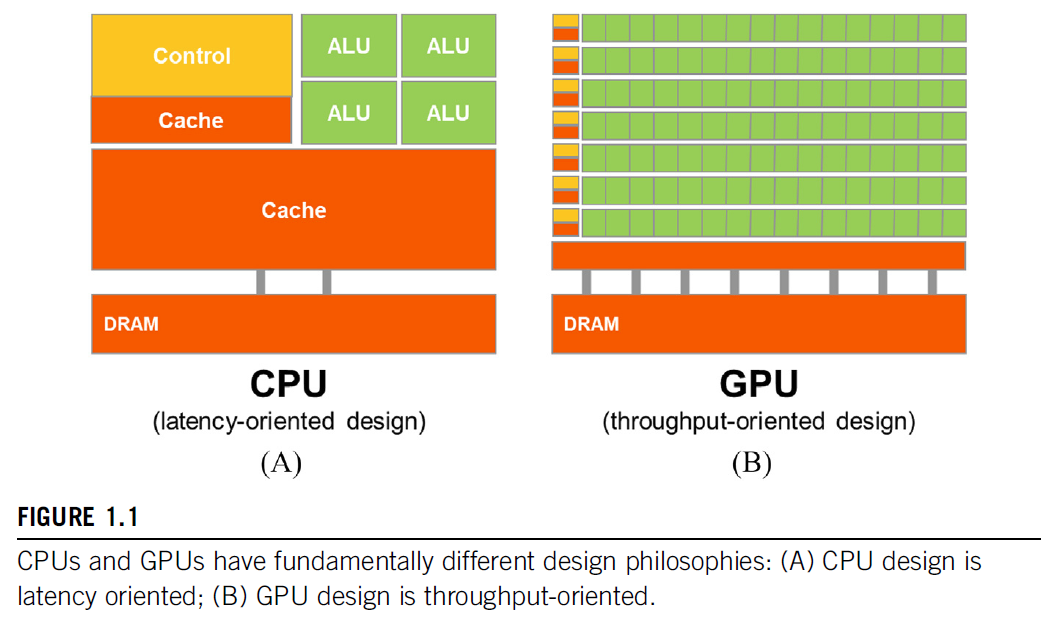 Control
ALU ALU
Cache
ALU ALU
Cache
DRAM
CPU
(latency-oriented design)
(A)
DRAM
GPU
(throughput-oriented design)
(B)
FIGURE 1.1
CPUs and GPUs have fundamentally different design philosophies: (A) CPU design is
latency oriented; (B) GPU design is throughput-oriented.